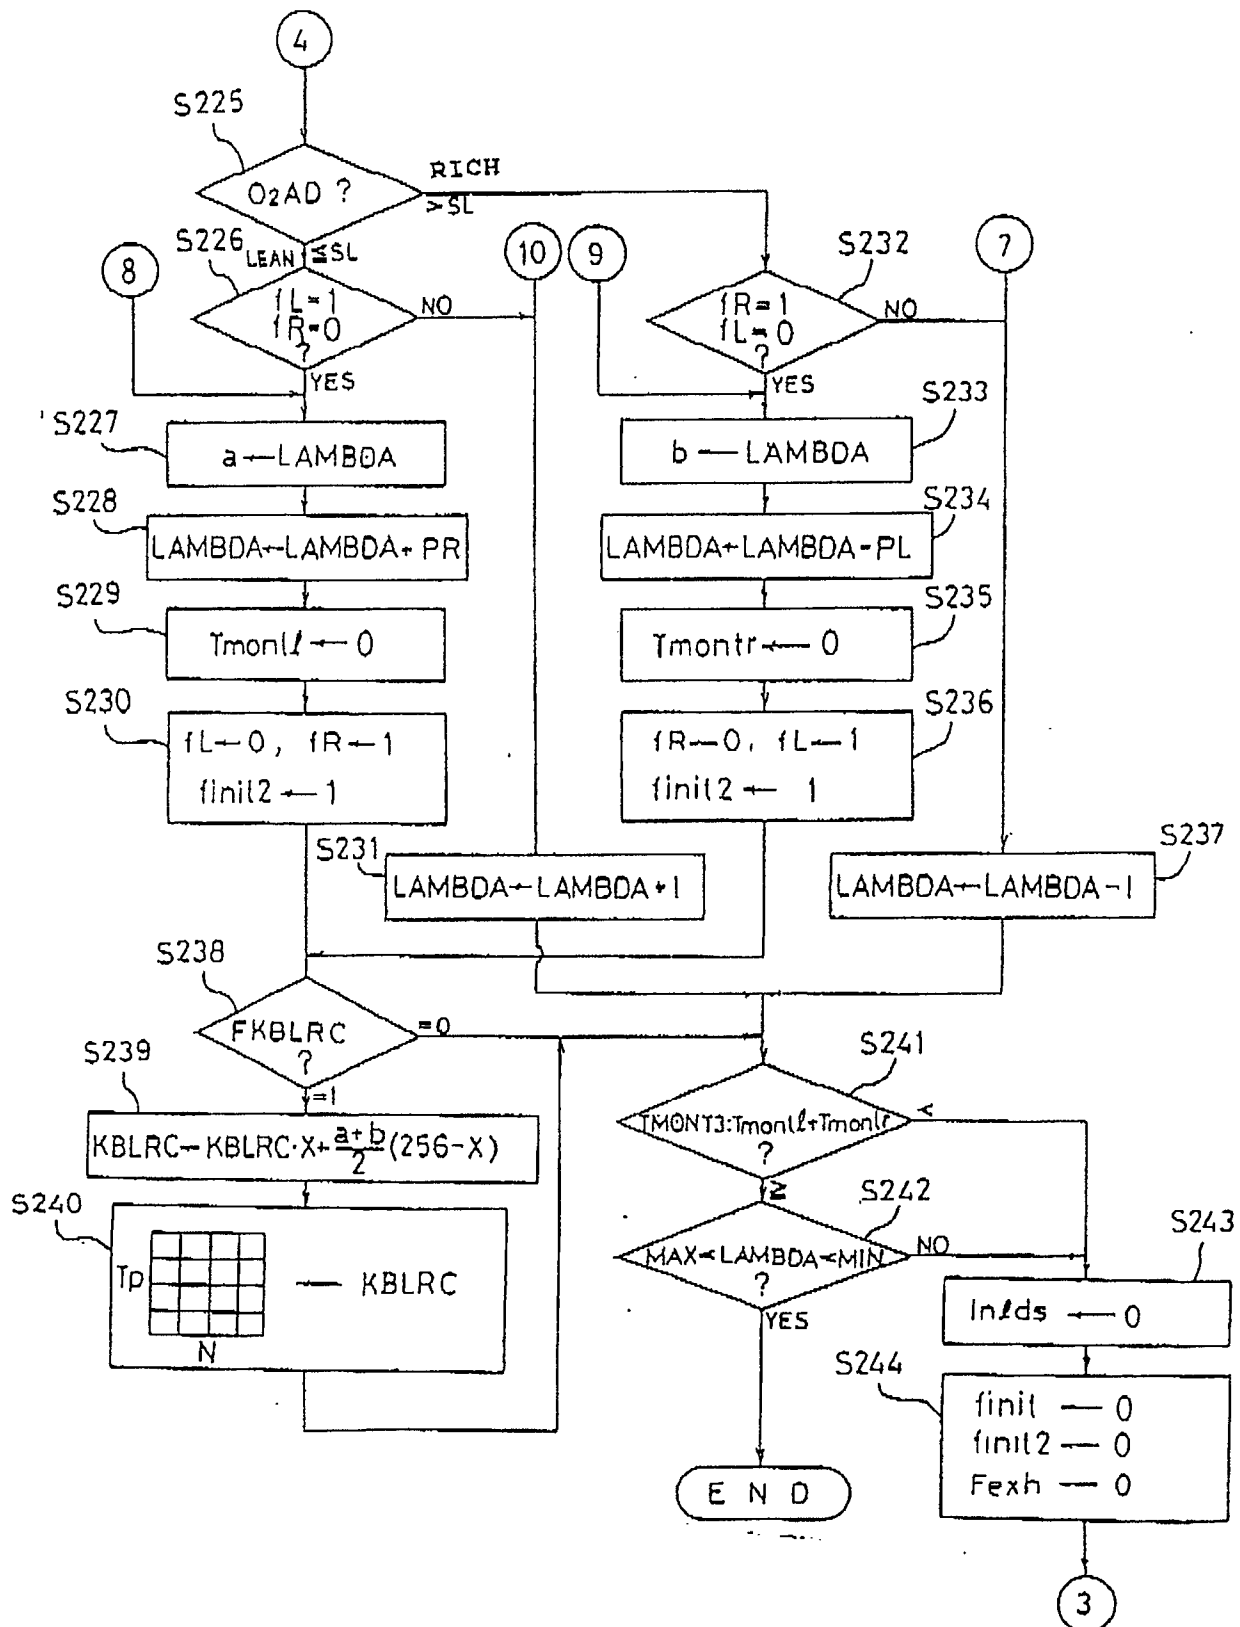 4
S225
O2AD ?
RICH
>SL
S226
LEAN
≦SL
8
10
9
S232
7
fL=1
fR=0
?
NO
YES
fR=1
fL=0
?
NO
YES
S227
a←LAMBDA
S233
b — LAMBDA
S228
LAMBDA←LAMBDA+PR
S234
LAMBDA←LAMBDA-PL
S229
Tmontℓ ← 0
S235
Tmontr ← 0
S230
fL←0, fR←1
finit2 ← 1
S236
fR—0, fL←1
finit2 ← 1
S231
LAMBDA←LAMBDA+I
S237
LAMBDA←LAMBDA-I
S238
FKBLRC
?
=0
=1
S239
KBLRC—KBLRC·X+a+b/2(256-X)
S240
Tp
N
— KBLRC
S241
TMONT3:Tmontℓ+Tmontr
?
<
≧
S242
MAX<LAMBDA<MIN
?
NO
YES
S243
Inℓds ← 0
S244
finit — 0
finit2 — 0
Fexh — 0
END
3